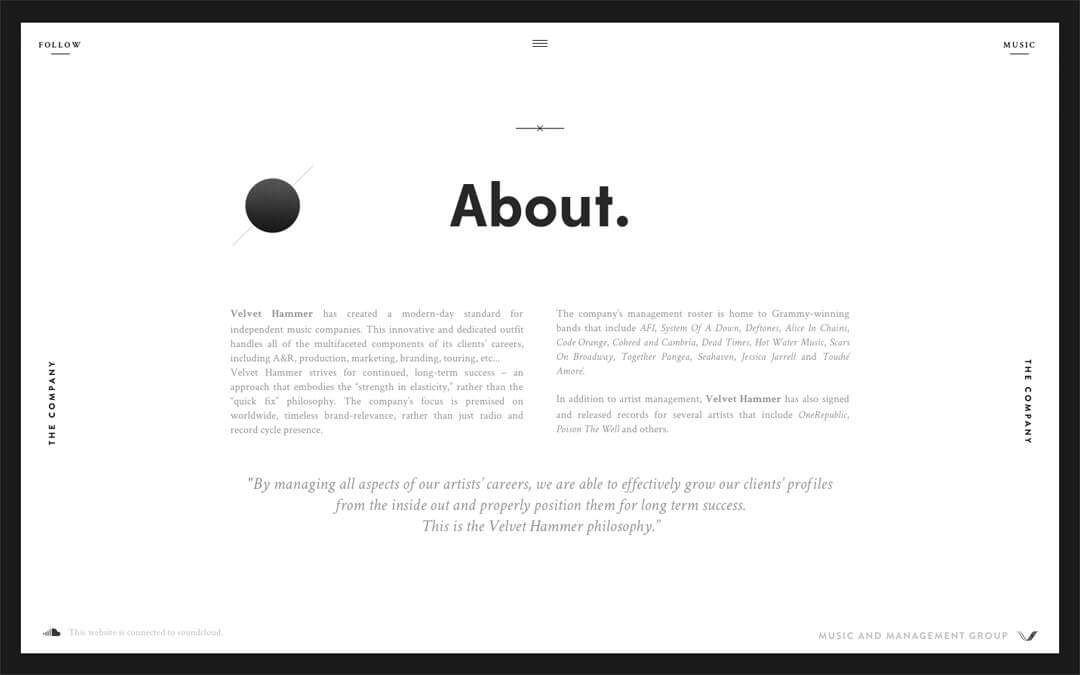 FOLLOW
MUSIC
About.
Velvet Hammer has created a modern-day standard for
independent music companies. This innovative and dedicated outfit
handles all of the multifaceted components of its clients' careers,
including A&R, production, marketing, branding, touring, etc...
Velvet Hammer strives for continued, long-term success – an
approach that embodies the “strength in elasticity,” rather than the
“quick fix” philosophy. The company's focus is premised on
worldwide, timeless brand-relevance, rather than just radio and
record cycle presence.
The company's management roster is home to Grammy-winning
bands that include AFI, System Of A Down, Deftones, Alice In Chains,
Code Orange, Coheed and Cambria, Dead Times, Hot Water Music, Scars
On Broadway, Together Pangea, Seahaven, Jessica Jarrell and Touché
Amoré.
In addition to artist management, Velvet Hammer has also signed
and released records for several artists that include OneRepublic,
Poison The Well and others.
THE COMPANY
THE COMPANY
"By managing all aspects of our artists' careers, we are able to effectively grow our clients' profiles
from the inside out and properly position them for long term success.
This is the Velvet Hammer philosophy.”
This website is connected to soundcloud.
MUSIC AND MANAGEMENT GROUP